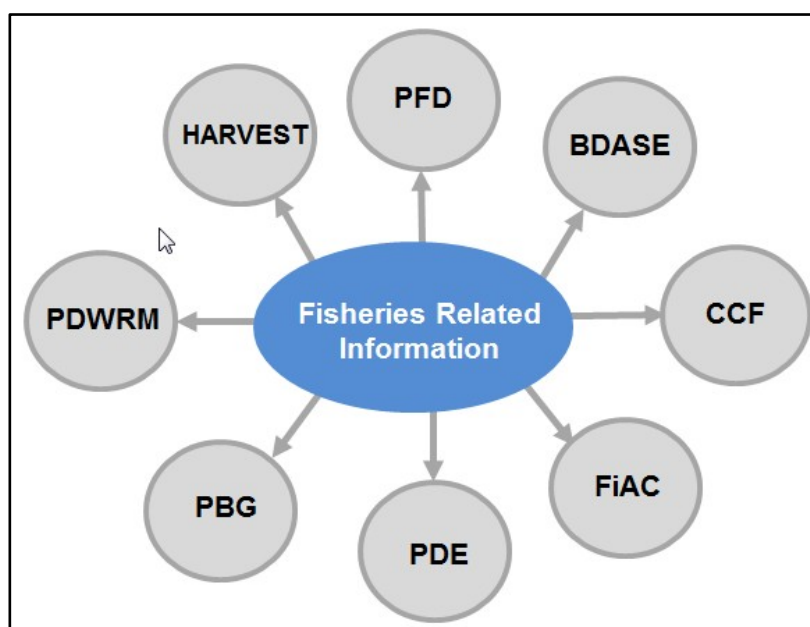 PFD
HARVEST
BDASE
PDWRM
Fisheries Related
Information
CCF
PBG
FiAC
PDE